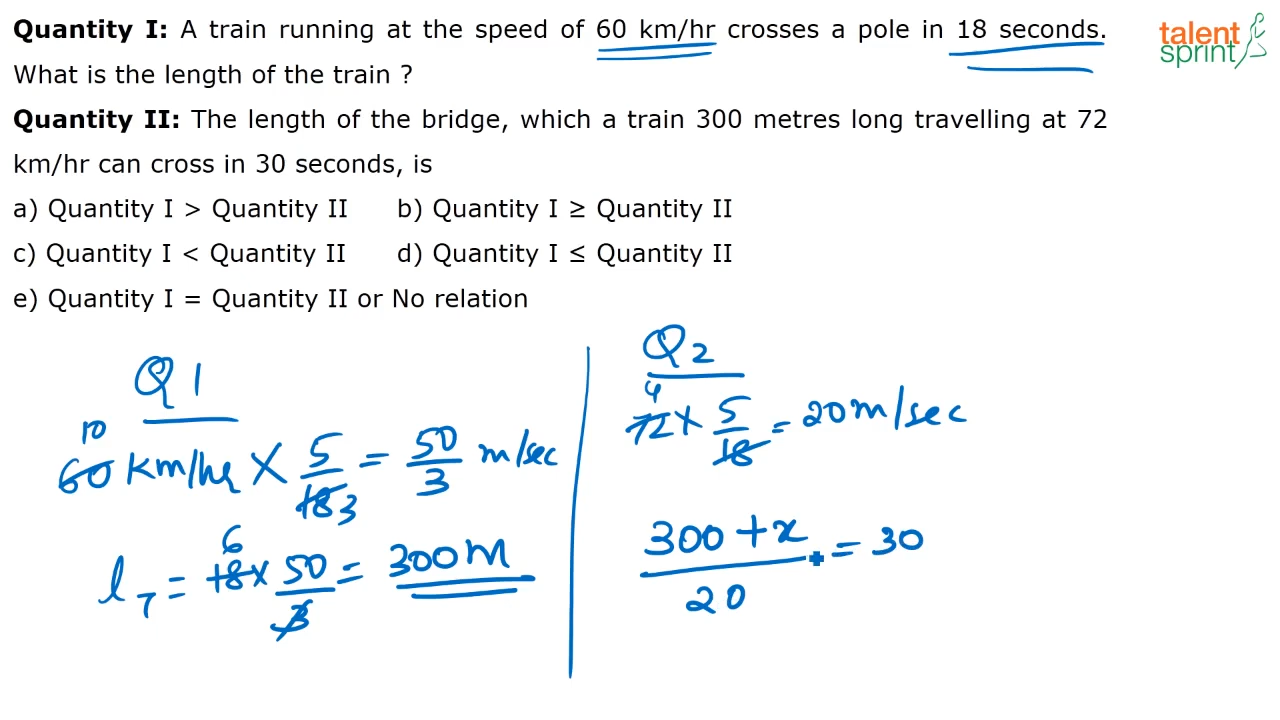 Quantity I: A train running at the speed of 60 km/hr crosses a pole in 18 seconds.
What is the length of the train ?
Quantity II: The length of the bridge, which a train 300 metres long travelling at 72
km/hr can cross in 30 seconds, is
a) Quantity I > Quantity II b) Quantity I ≥ Quantity II
c) Quantity I < Quantity II d) Quantity I ≤ Quantity II
e) Quantity I = Quantity II or No relation
talent
sprint
Q1
10
60 km/hr × 5/18 3 = 50/3 m/sec
6
l_T = 18 × 50/3 = 300m
Q2
4
72 × 5/18 = 20m/sec
300 + x / 20 = 30